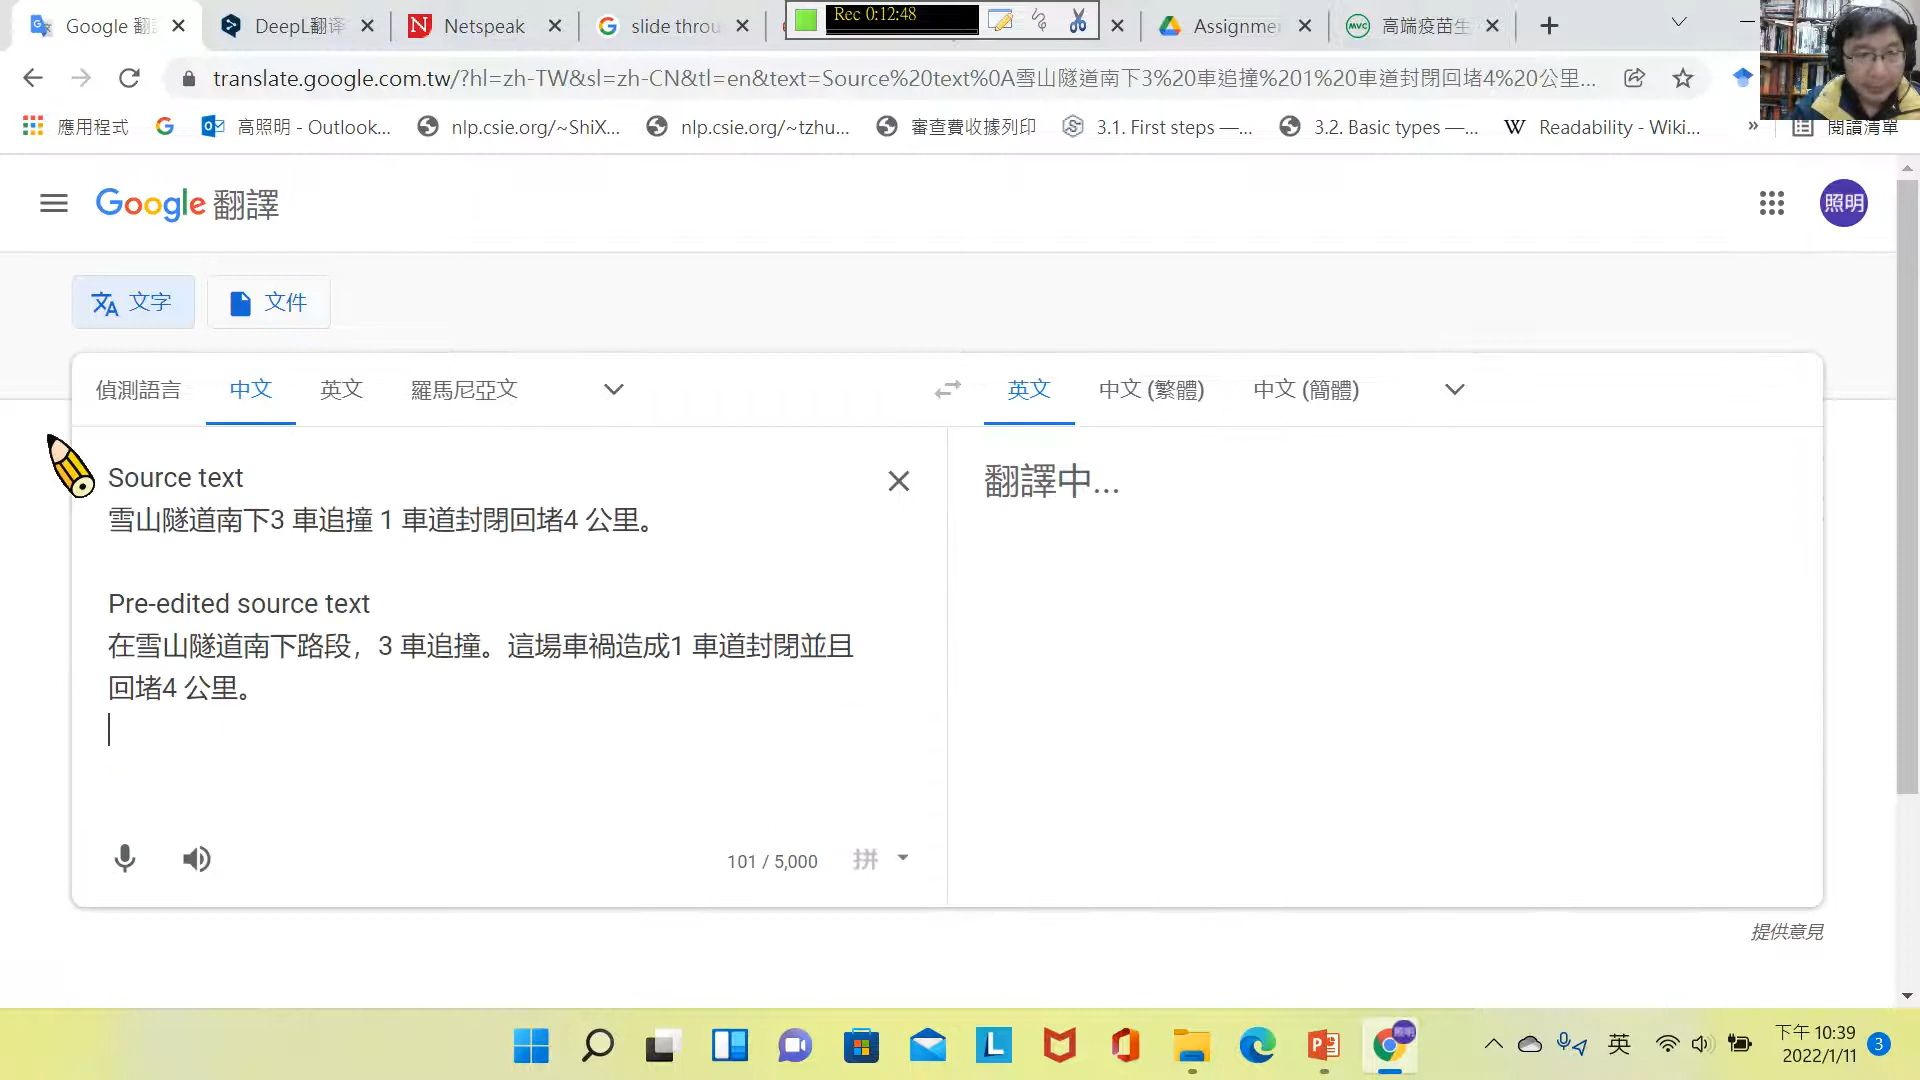 Google 翻
DeepL翻译
Netspeak
slide throu
Rec 0:12:48
Assignme
高端疫苗生
translate.google.com.tw/?hl=zh-TW&sl=zh-CN&tl=en&text=Source%20text%0A雪山隧道南下3%20車追撞%201%20車道封閉回堵4%20公里...
應用程式
高照明 - Outlook...
nlp.csie.org/~ShiX...
nlp.csie.org/~tzhu...
審查費收據列印
3.1. First steps —...
3.2. Basic types —...
Readability - Wiki...
»
閱讀清單
Google 翻譯
照明
文字
文件
偵測語言
中文
英文
羅馬尼亞文
英文
中文 (繁體)
中文 (簡體)
Source text
雪山隧道南下3 車追撞 1 車道封閉回堵4 公里。
Pre-edited source text
在雪山隧道南下路段，3 車追撞。這場車禍造成1 車道封閉並且
回堵4 公里。
翻譯中...
101 / 5,000
拼
提供意見
英
下午 10:39
2022/1/11
3